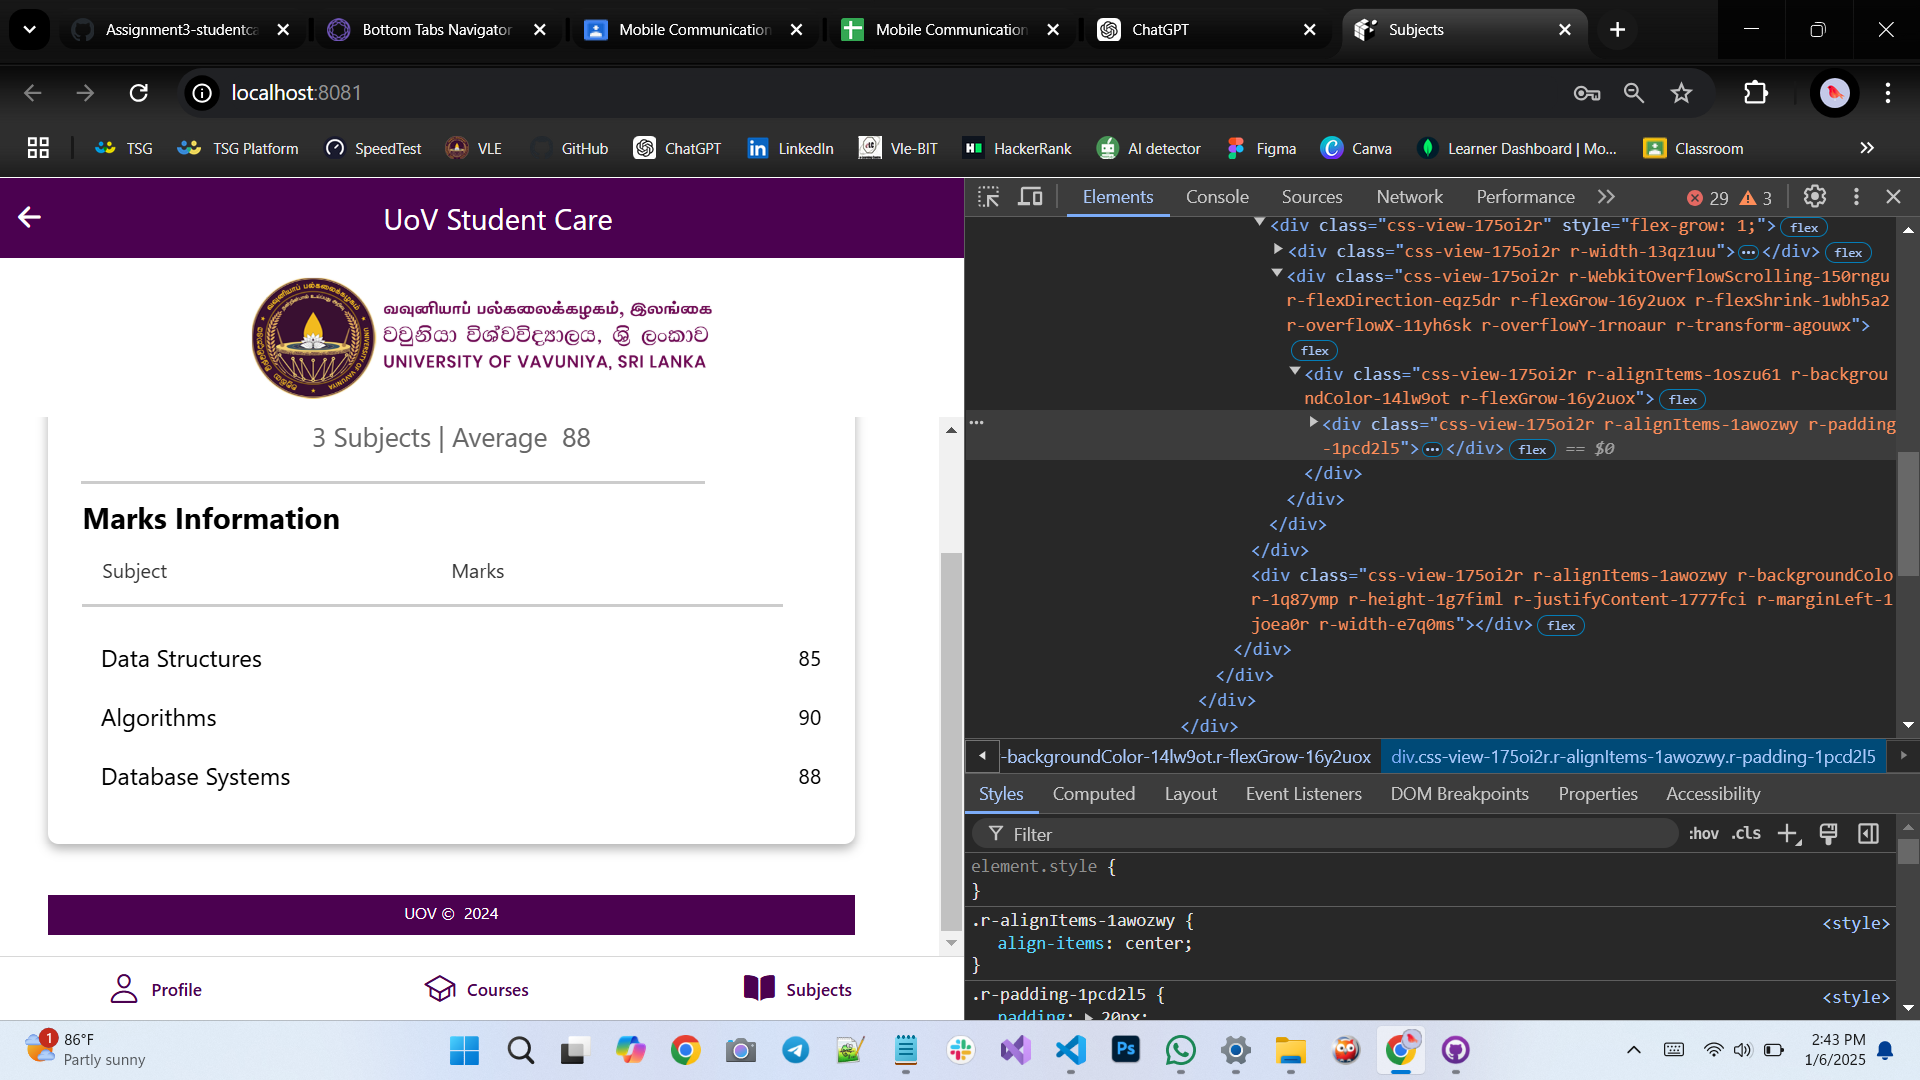 Assignment3-studentca
Bottom Tabs Navigator
Mobile Communication
Mobile Communication
ChatGPT
Subjects
localhost:8081
TSG
TSG Platform
SpeedTest
VLE
GitHub
ChatGPT
LinkedIn
Vle-BIT
HackerRank
AI detector
Figma
Canva
Learner Dashboard | Mo...
Classroom
UoV Student Care
வவுனியாப் பல்கலைக்கழகம், இலங்கை
වවුනියා විශ්වවිද්‍යාලය, ශ්‍රී ලංකාව
UNIVERSITY OF VAVUNIYA, SRI LANKA
3 Subjects | Average 88
Marks Information
Subject Marks
Data Structures 85
Algorithms 90
Database Systems 88
UOV © 2024
Profile
Courses
Subjects
Elements Console Sources Network Performance 29 3
<div class="css-view-175oi2r" style="flex-grow: 1;"> flex
<div class="css-view-175oi2r r-width-13qz1uu">…</div> flex
<div class="css-view-175oi2r r-WebkitOverflowScrolling-150rngu
r-flexDirection-eqz5dr r-flexGrow-16y2uox r-flexShrink-1wbh5a2
r-overflowX-11yh6sk r-overflowY-1rnoaur r-transform-agouwx">
flex
<div class="css-view-175oi2r r-alignItems-1oszu61 r-backgrou
ndColor-14lw9ot r-flexGrow-16y2uox"> flex
<div class="css-view-175oi2r r-alignItems-1awozwy r-padding
-1pcd2l5">…</div> flex == $0
</div>
</div>
</div>
</div>
<div class="css-view-175oi2r r-alignItems-1awozwy r-backgroundColo
r-1q87ymp r-height-1g7fiml r-justifyContent-1777fci r-marginLeft-1
joea0r r-width-e7q0ms"></div> flex
</div>
</div>
</div>
</div>
-backgroundColor-14lw9ot.r-flexGrow-16y2uox div.css-view-175oi2r.r-alignItems-1awozwy.r-padding-1pcd2l5
Styles Computed Layout Event Listeners DOM Breakpoints Properties Accessibility
Filter :hov .cls
element.style {
}
.r-alignItems-1awozwy { <style>
align-items: center;
}
.r-padding-1pcd2l5 { <style>
padding: 20px;
1
86°F
Partly sunny
Ps
2:43 PM
1/6/2025